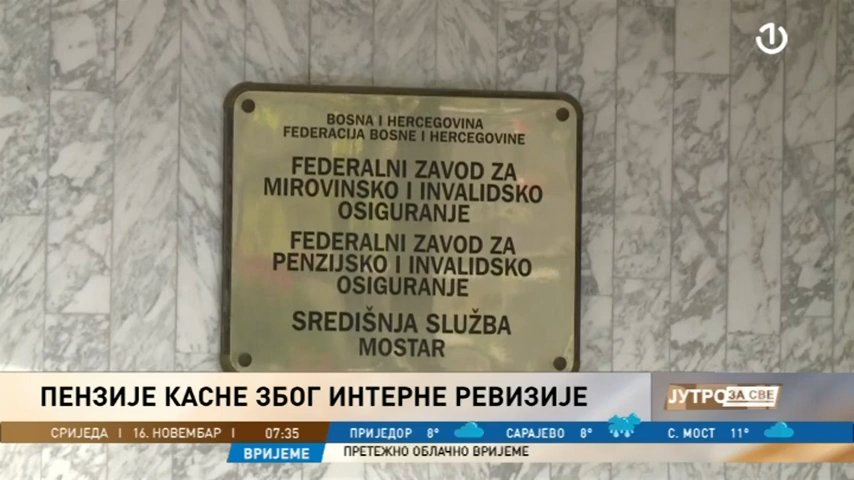 BOSNA I HERCEGOVINA
FEDERACIJA BOSNE I HERCEGOVINE
FEDERALNI ZAVOD ZA
MIROVINSKO I INVALIDSKO
OSIGURANJE
FEDERALNI ZAVOD ZA
PENZIJSKO I INVALIDSKO
OSIGURANJE
SREDIŠNJA SLUŽBA
MOSTAR
ПЕНЗИЈЕ КАСНЕ ЗБОГ ИНТЕРНЕ РЕВИЗИЈЕ
ЈУТРО ЗА СВЕ
СРИЈЕДА | 16. НОВЕМБАР | 07:35 ПРИЈЕДОР 8° САРАЈЕВО 8° С. МОСТ 11°
ВРИЈЕМЕ ПРЕТЕЖНО ОБЛАЧНО ВРИЈЕМЕ